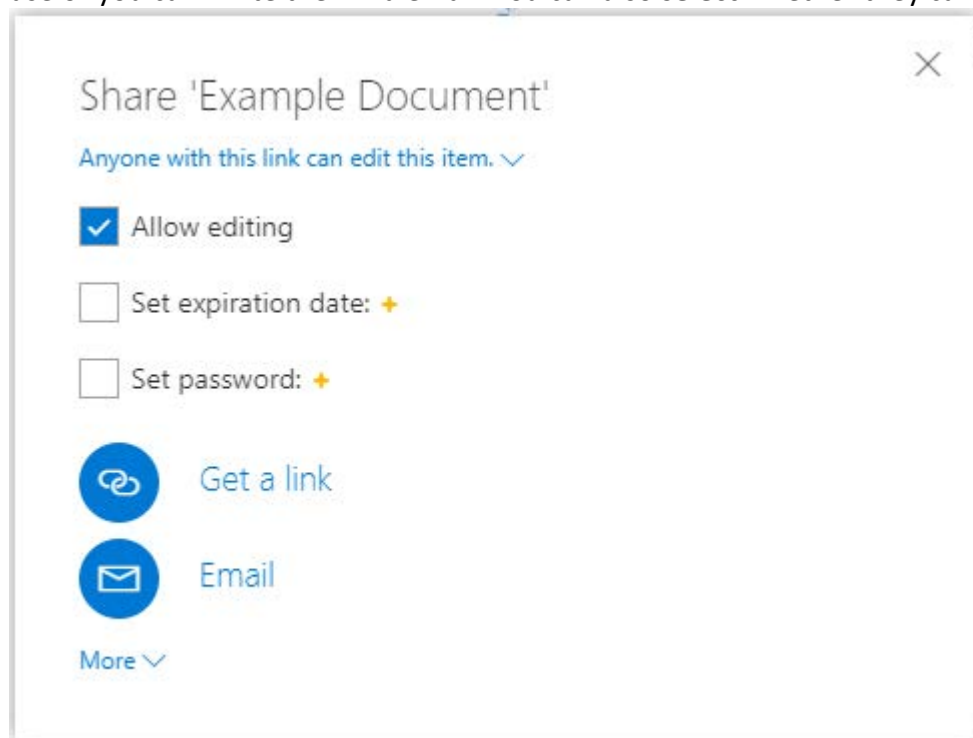 Share 'Example Document'
Anyone with this link can edit this item.
Allow editing
Set expiration date: +
Set password: +
Get a link
Email
More